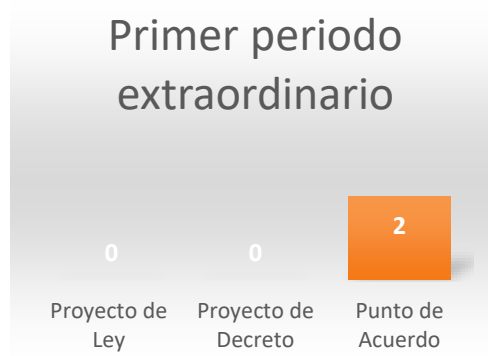 Primer periodo
extraordinario
0
0
2
Proyecto de
Ley
Proyecto de
Decreto
Punto de
Acuerdo